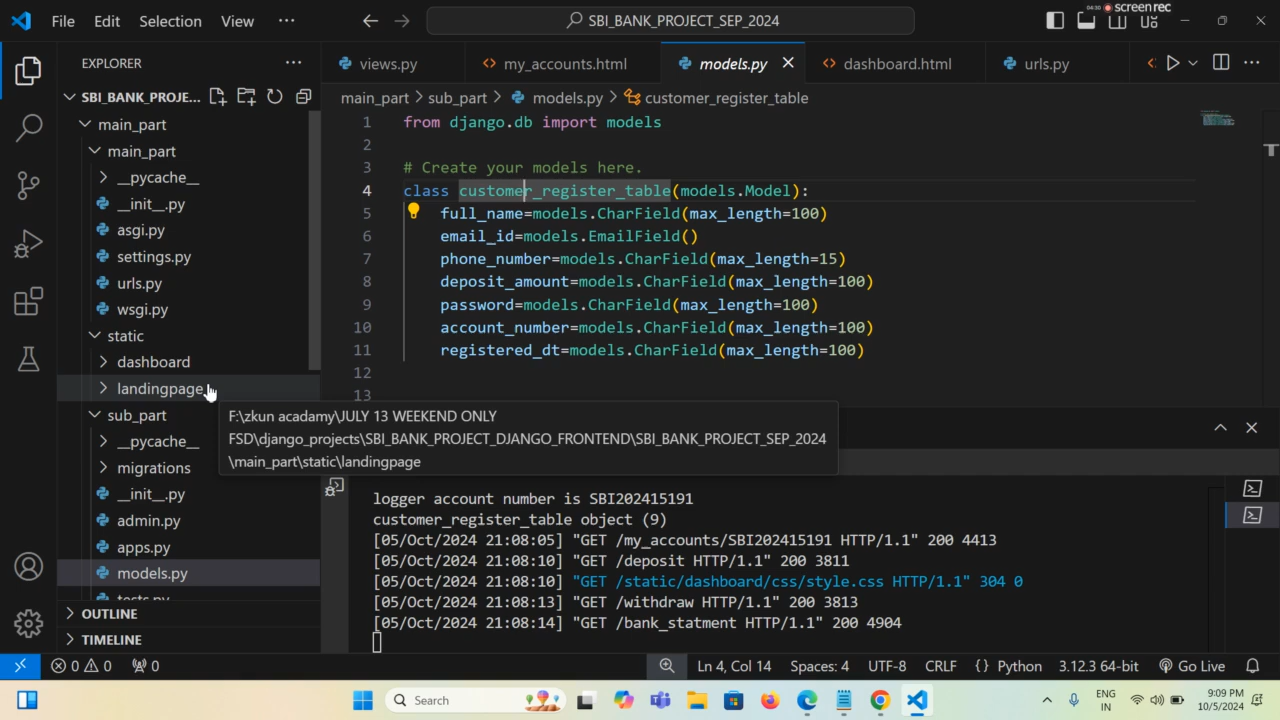 File Edit Selection View ···
SBI_BANK_PROJECT_SEP_2024
04:30 screenrec
EXPLORER
SBI_BANK_PROJE...
main_part
main_part
__pycache__
__init__.py
asgi.py
settings.py
urls.py
wsgi.py
static
dashboard
landingpage
sub_part
__pycache__
migrations
__init__.py
admin.py
apps.py
models.py
tests.py
OUTLINE
TIMELINE
views.py my_accounts.html models.py dashboard.html urls.py
main_part > sub_part > models.py > customer_register_table
1 from django.db import models
2
3 # Create your models here.
4 class customer_register_table(models.Model):
5 full_name=models.CharField(max_length=100)
6 email_id=models.EmailField()
7 phone_number=models.CharField(max_length=15)
8 deposit_amount=models.CharField(max_length=100)
9 password=models.CharField(max_length=100)
10 account_number=models.CharField(max_length=100)
11 registered_dt=models.CharField(max_length=100)
12
13
F:\zkun acadamy\JULY 13 WEEKEND ONLY
FSD\django_projects\SBI_BANK_PROJECT_DJANGO_FRONTEND\SBI_BANK_PROJECT_SEP_2024
\main_part\static\landingpage
logger account number is SBI202415191
customer_register_table object (9)
[05/Oct/2024 21:08:05] "GET /my_accounts/SBI202415191 HTTP/1.1" 200 4413
[05/Oct/2024 21:08:10] "GET /deposit HTTP/1.1" 200 3811
[05/Oct/2024 21:08:10] "GET /static/dashboard/css/style.css HTTP/1.1" 304 0
[05/Oct/2024 21:08:13] "GET /withdraw HTTP/1.1" 200 3813
[05/Oct/2024 21:08:14] "GET /bank_statment HTTP/1.1" 200 4904
0 0 0 Ln 4, Col 14 Spaces: 4 UTF-8 CRLF {} Python 3.12.3 64-bit Go Live
Search
ENG
IN
9:09 PM
10/5/2024